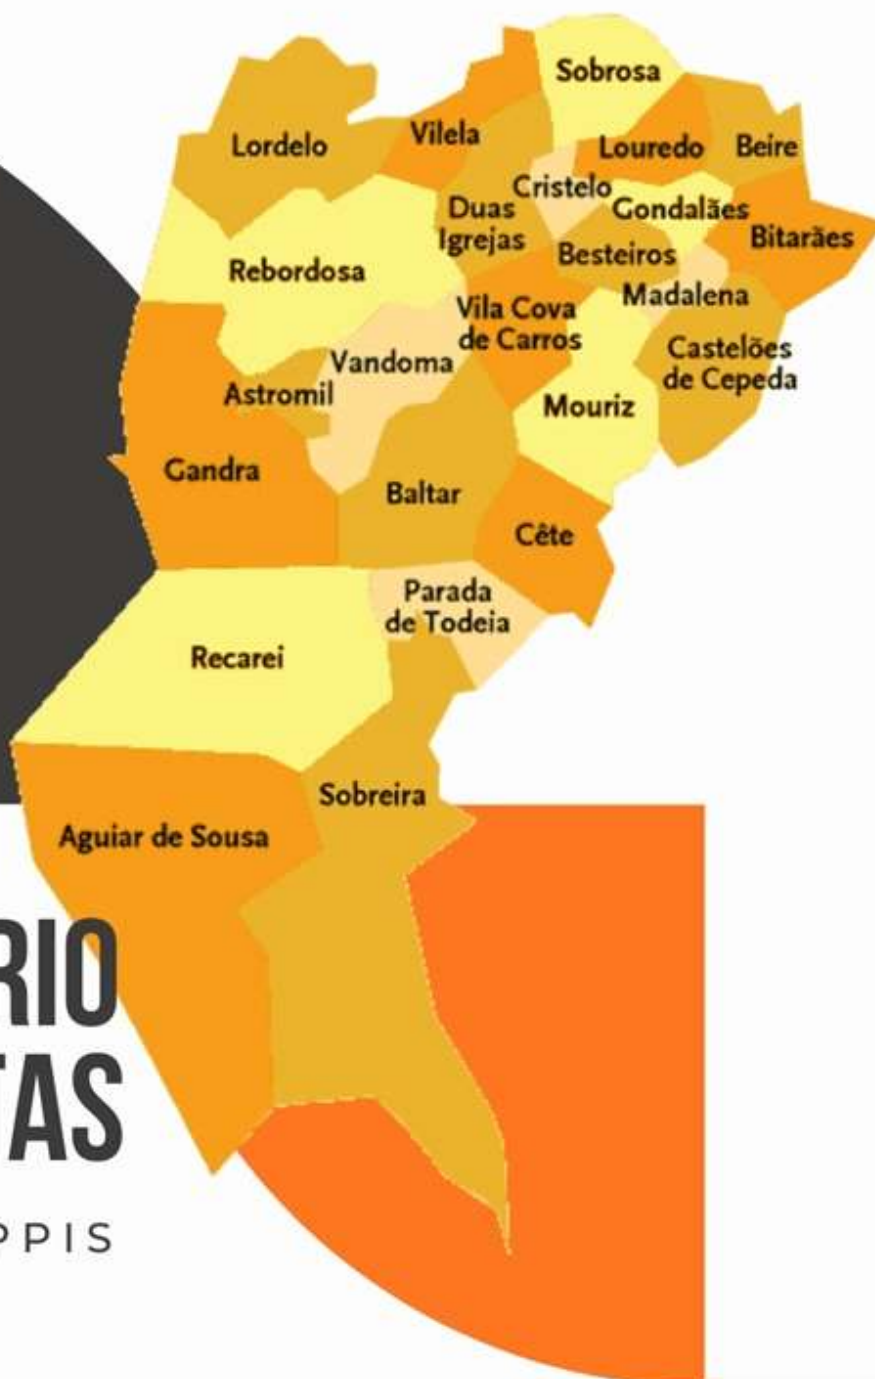 Sobrosa
Lordelo
Vilela
Louredo
Beire
Cristelo
Duas
Igrejas
Gondalães
Bitarães
Besteiros
Rebordosa
Madalena
Vila Cova
de Carros
Vandoma
Castelões
de Cepeda
Astromil
Mouriz
Gandra
Baltar
Cête
Parada
de Todeia
Recarei
Sobreira
Aguiar de Sousa
RIO
TAS
PPIS